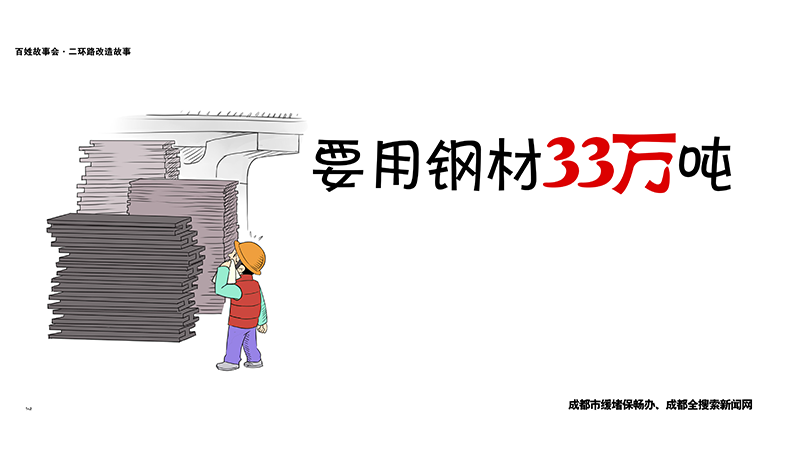 百姓故事会·二环路改造故事
要用钢材33万吨
成都市缓堵保畅办、成都全搜索新闻网